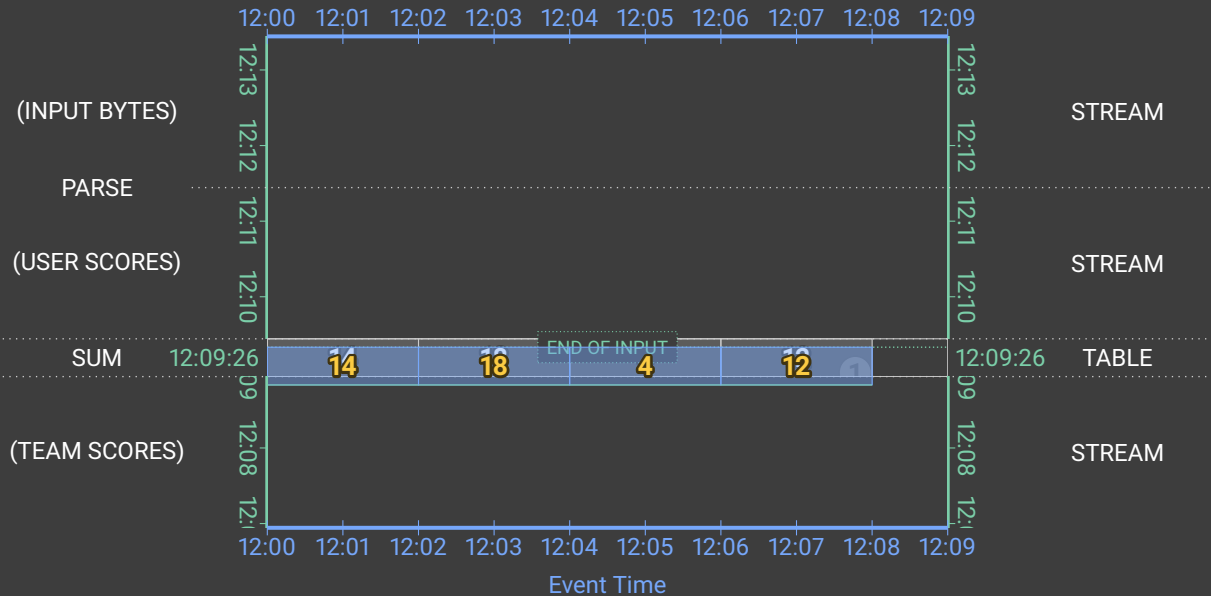 12:00 12:01 12:02 12:03 12:04 12:05 12:06 12:07 12:08 12:09
12:13 12:13
(INPUT BYTES) STREAM
12:12 12:12
PARSE
12:11 12:11
(USER SCORES) STREAM
12:10 12:10
END OF INPUT
SUM 12:09:26 14 18 4 12 1 12:09:26 TABLE
09 09
(TEAM SCORES) 12:08 12:08 STREAM
12: 12:
12:00 12:01 12:02 12:03 12:04 12:05 12:06 12:07 12:08 12:09
Event Time